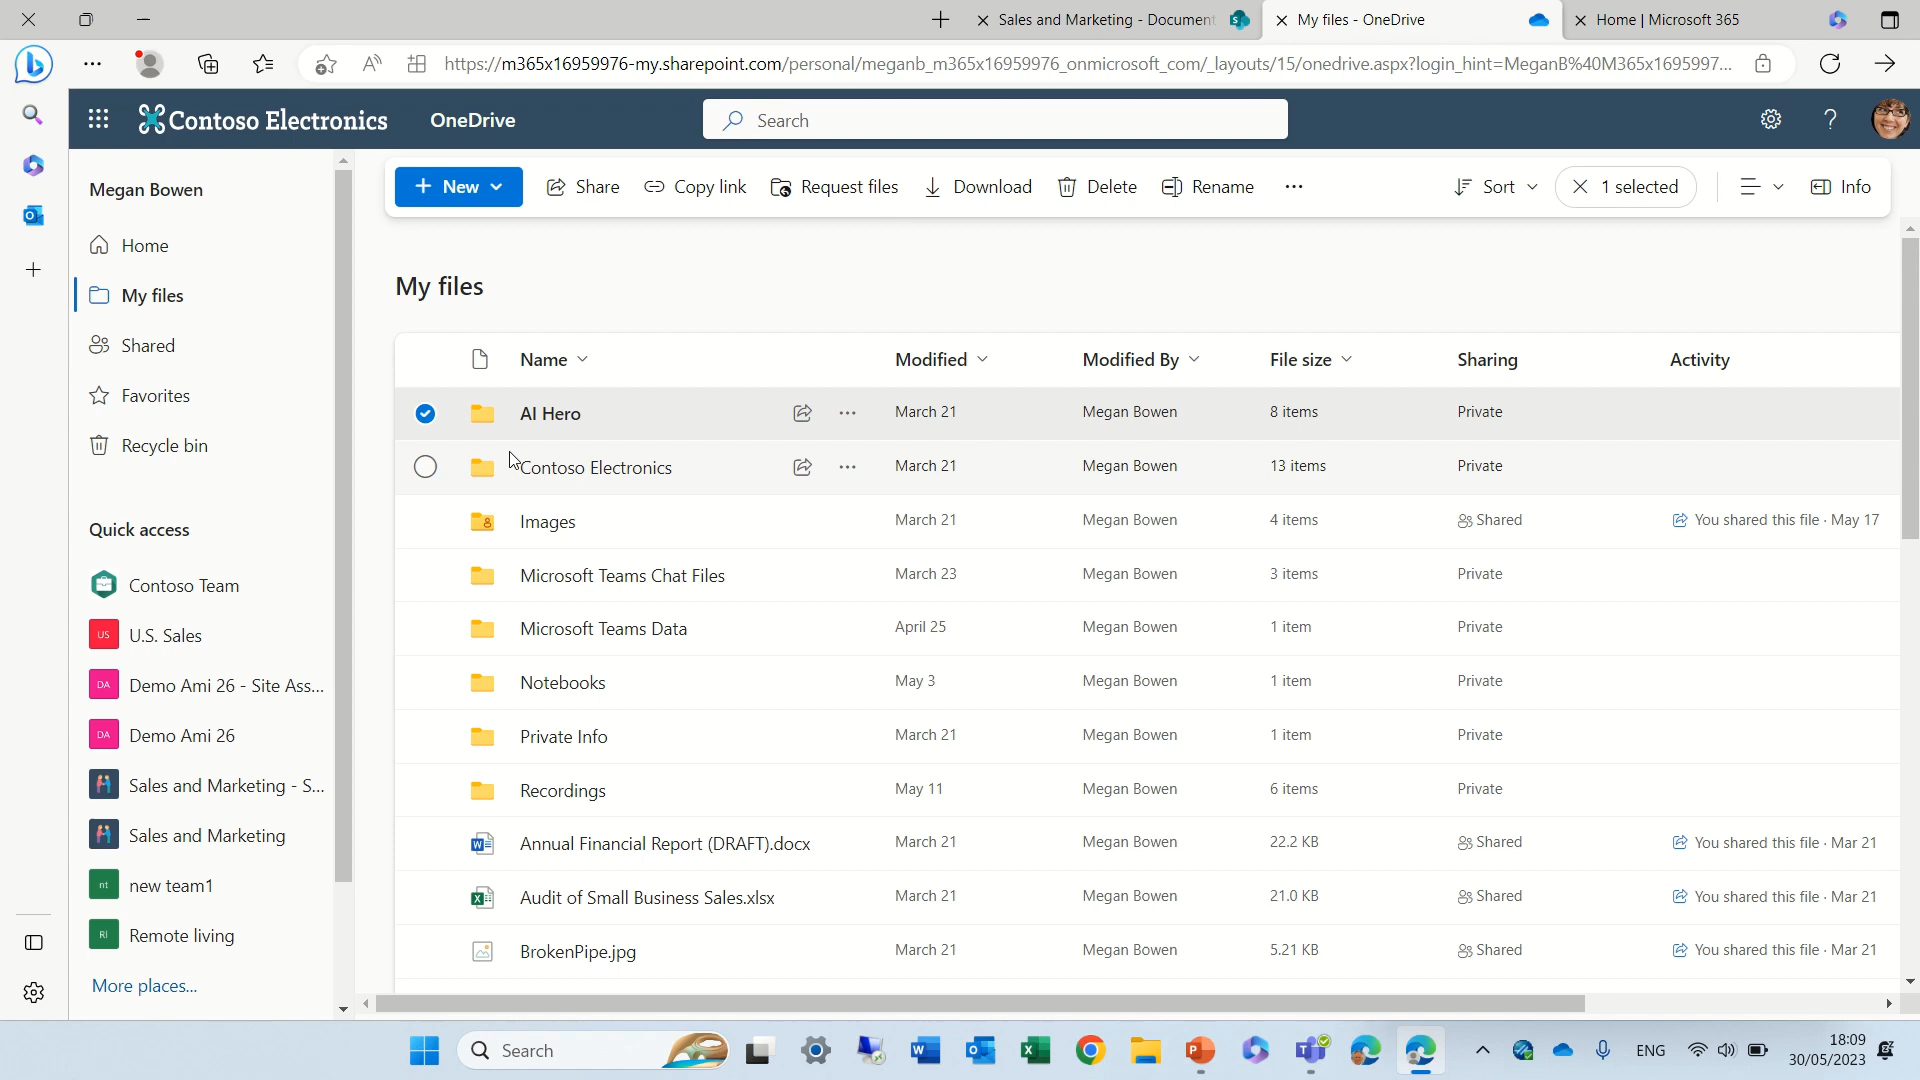 Sales and Marketing - Document
My files - OneDrive
Home | Microsoft 365
https://m365x16959976-my.sharepoint.com/personal/meganb_m365x16959976_onmicrosoft_com/_layouts/15/onedrive.aspx?login_hint=MeganB%40M365x1695997...
Contoso Electronics
OneDrive
Search
Megan Bowen
Home
My files
Shared
Favorites
Recycle bin
Quick access
Contoso Team
US U.S. Sales
DA Demo Ami 26 - Site Ass...
DA Demo Ami 26
Sales and Marketing - S...
Sales and Marketing
nt new team1
Rl Remote living
More places...
+ New Share Copy link Request files Download Delete Rename ... Sort 1 selected Info
My files
Name Modified Modified By File size Sharing Activity
AI Hero March 21 Megan Bowen 8 items Private
Contoso Electronics March 21 Megan Bowen 13 items Private
Images March 21 Megan Bowen 4 items Shared You shared this file · May 17
Microsoft Teams Chat Files March 23 Megan Bowen 3 items Private
Microsoft Teams Data April 25 Megan Bowen 1 item Private
Notebooks May 3 Megan Bowen 1 item Private
Private Info March 21 Megan Bowen 1 item Private
Recordings May 11 Megan Bowen 6 items Private
Annual Financial Report (DRAFT).docx March 21 Megan Bowen 22.2 KB Shared You shared this file · Mar 21
Audit of Small Business Sales.xlsx March 21 Megan Bowen 21.0 KB Shared You shared this file · Mar 21
BrokenPipe.jpg March 21 Megan Bowen 5.21 KB Shared You shared this file · Mar 21
Search
ENG
18:09
30/05/2023